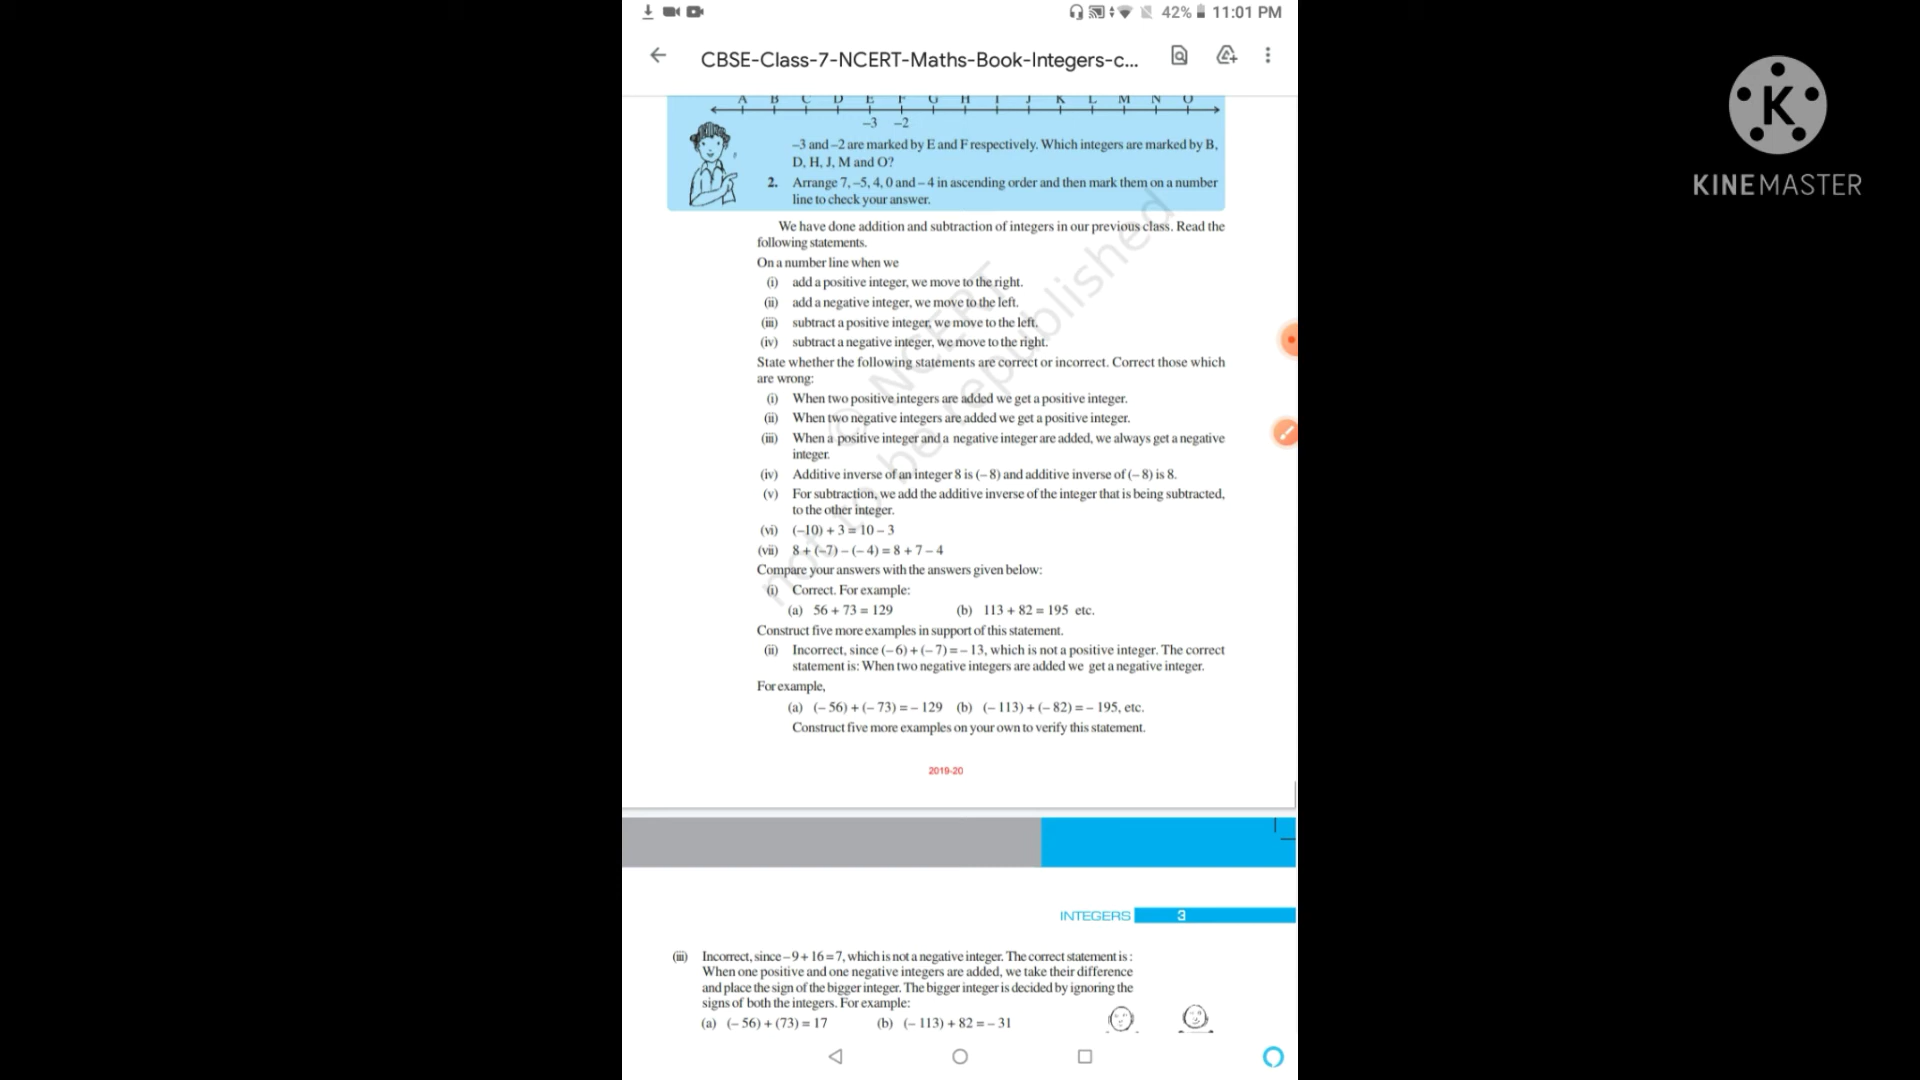 42% 11:01 PM
CBSE-Class-7-NCERT-Maths-Book-Integers-c...
K
KINEMASTER
A B C D E F G H I J K L M N O
–3 –2
–3 and –2 are marked by E and F respectively. Which integers are marked by B,
D, H, J, M and O?
2. Arrange 7, –5, 4, 0 and – 4 in ascending order and then mark them on a number
line to check your answer.
We have done addition and subtraction of integers in our previous class. Read the
following statements.
On a number line when we
(i) add a positive integer, we move to the right.
(ii) add a negative integer, we move to the left.
(iii) subtract a positive integer, we move to the left.
(iv) subtract a negative integer, we move to the right.
State whether the following statements are correct or incorrect. Correct those which
are wrong:
(i) When two positive integers are added we get a positive integer.
(ii) When two negative integers are added we get a positive integer.
(iii) When a positive integer and a negative integer are added, we always get a negative
integer.
(iv) Additive inverse of an integer 8 is (– 8) and additive inverse of (– 8) is 8.
(v) For subtraction, we add the additive inverse of the integer that is being subtracted,
to the other integer.
(vi) (–10) + 3 = 10 – 3
(vii) 8 + (–7) – (– 4) = 8 + 7 – 4
Compare your answers with the answers given below:
(i) Correct. For example:
(a) 56 + 73 = 129 (b) 113 + 82 = 195 etc.
Construct five more examples in support of this statement.
(ii) Incorrect, since (– 6) + (– 7) = – 13, which is not a positive integer. The correct
statement is: When two negative integers are added we get a negative integer.
For example,
(a) (– 56) + (– 73) = – 129 (b) (– 113) + (– 82) = – 195, etc.
Construct five more examples on your own to verify this statement.
© NCERT
not to be republished
2019-20
INTEGERS 3
(iii) Incorrect, since – 9 + 16 = 7, which is not a negative integer. The correct statement is :
When one positive and one negative integers are added, we take their difference
and place the sign of the bigger integer. The bigger integer is decided by ignoring the
signs of both the integers. For example:
(a) (– 56) + (73) = 17 (b) (– 113) + 82 = – 31